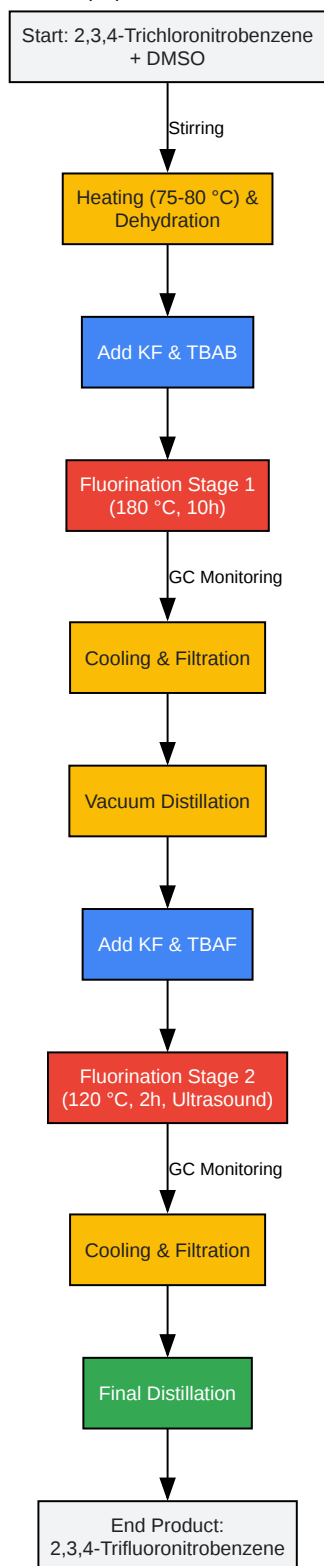 Start: 2,3,4-Trichloronitrobenzene
+ DMSO
Stirring
Heating (75-80 °C) &
Dehydration
Add KF & TBAB
Fluorination Stage 1
(180 °C, 10h)
GC Monitoring
Cooling & Filtration
Vacuum Distillation
Add KF & TBAF
Fluorination Stage 2
(120 °C, 2h, Ultrasound)
GC Monitoring
Cooling & Filtration
Final Distillation
End Product:
2,3,4-Trifluoronitrobenzene